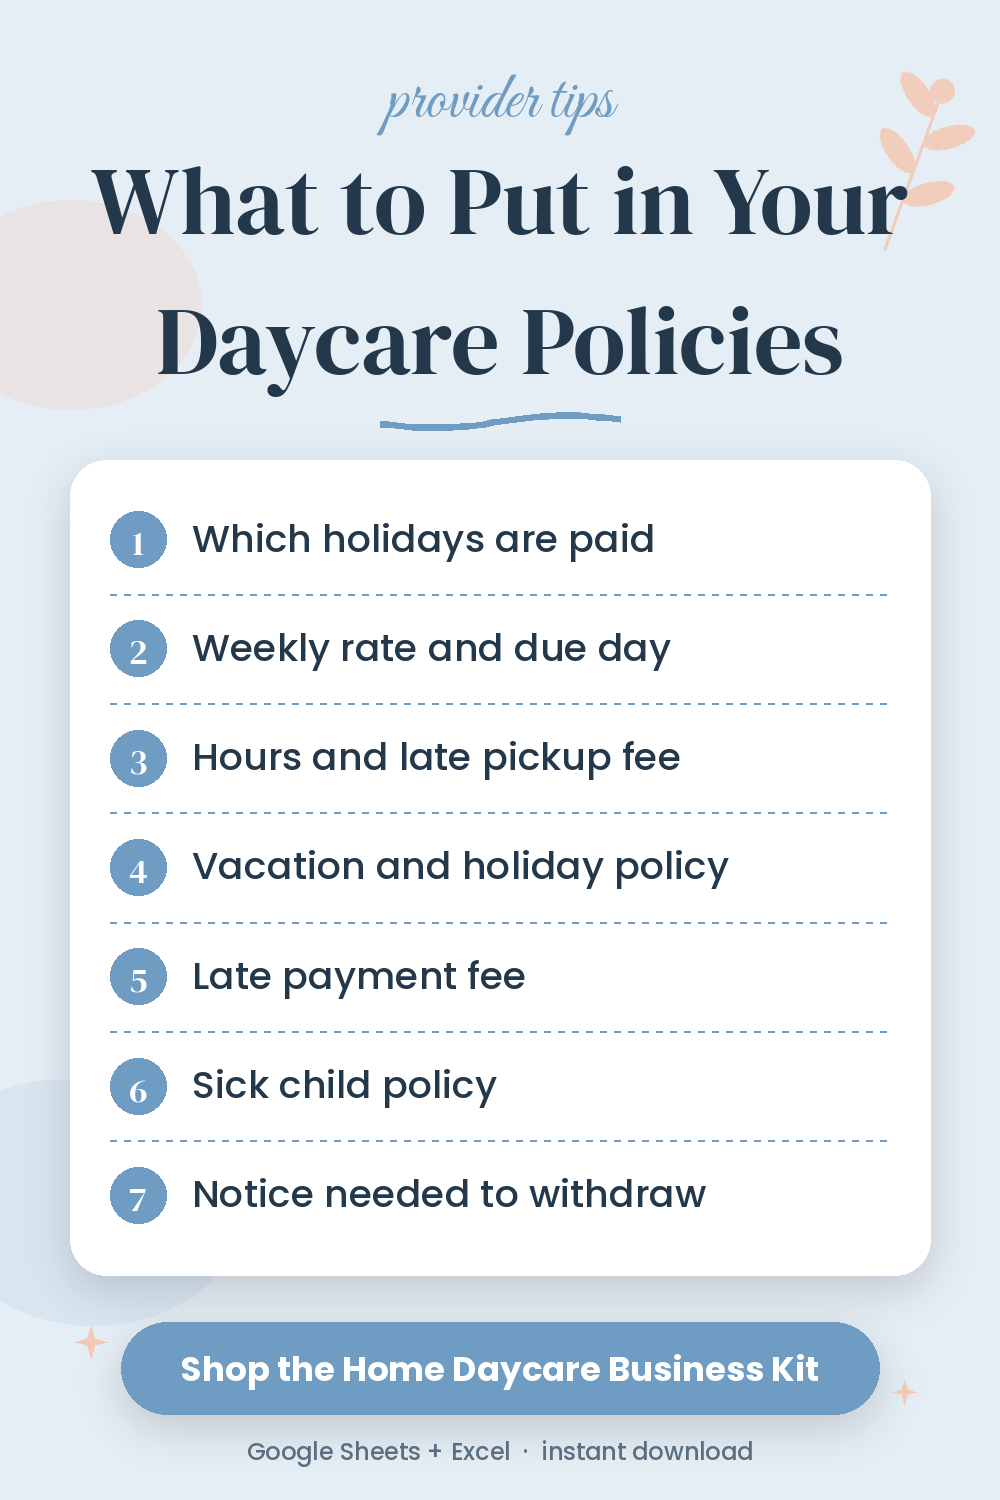 provider tips
What to Put in Your
Daycare Policies
1 Which holidays are paid
2 Weekly rate and due day
3 Hours and late pickup fee
4 Vacation and holiday policy
5 Late payment fee
6 Sick child policy
7 Notice needed to withdraw
Shop the Home Daycare Business Kit
Google Sheets + Excel · instant download